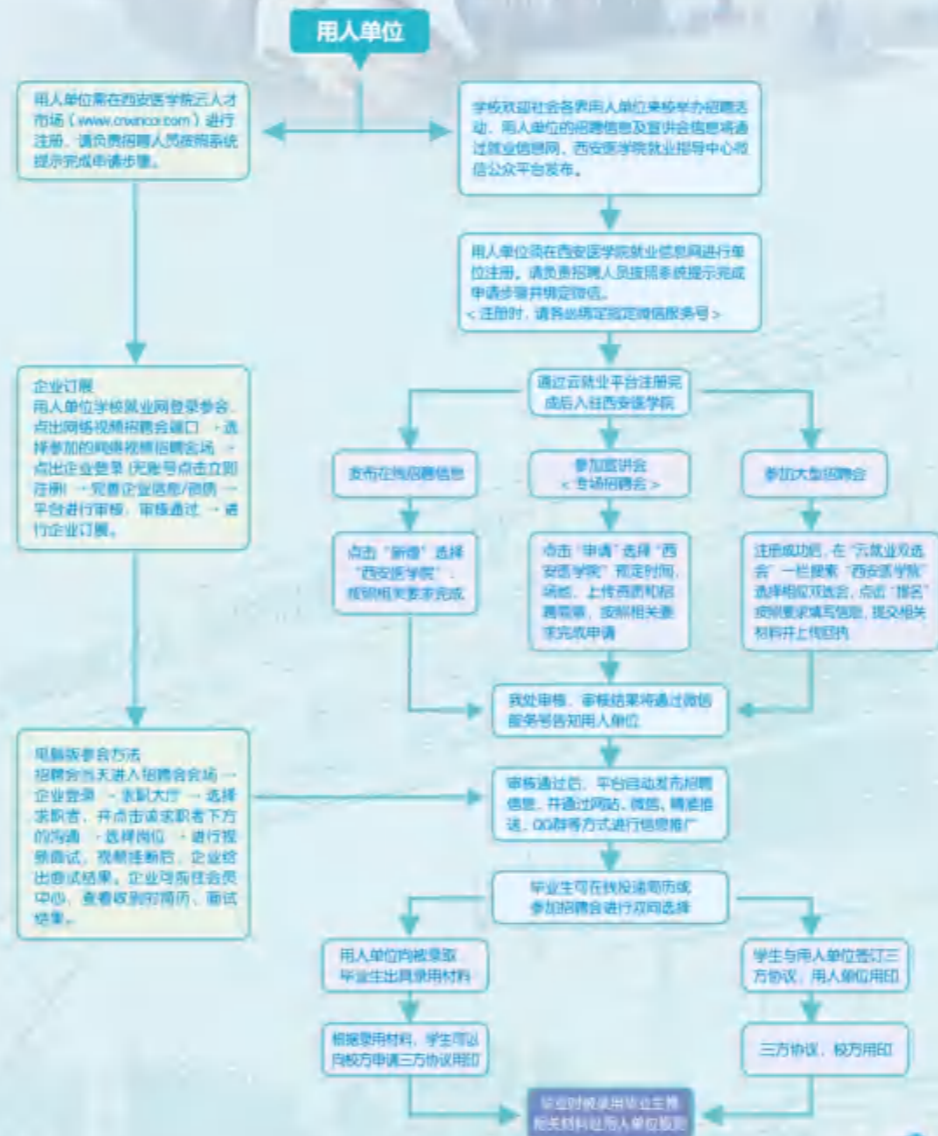 用人单位
用人单位需在西安医学院云人才
市场（www.cnxincai.com）进行
注册，请负责招聘人员按照系统
提示完成申请步骤。
学校欢迎社会各界用人单位来校举办招聘活
动，用人单位的招聘信息及宣讲会信息将通
过就业信息网、西安医学院就业指导中心微
信公众平台发布。
用人单位须在西安医学院就业信息网进行单
位注册。请负责招聘人员按照系统提示完成
申请步骤并绑定微信。
<注册时，请务必绑定指定微信服务号>
企业订展
用人单位学校就业网登录参会，
点出网络视频招聘会端口→选
择参加的网络视频招聘会场→
点出企业登录(无账号点击立即
注册)→完善企业信息/资质→
平台进行审核，审核通过→进
行企业订展。
通过云就业平台注册完
成后入驻西安医学院
发布在线招聘信息
参加宣讲会
<专场招聘会>
参加大型招聘会
点击“新增”选择
“西安医学院”，
按照相关要求完成
点击“申请”选择“西
安医学院”预定时间、
场地，上传资质和招
聘简章，按照相关要
求完成申请
注册成功后，在“云就业双选
会”一栏搜索“西安医学院”
选择相应双选会，点击“报名”
按照要求填写信息，提交相关
材料并上传回执
我处审核，审核结果将通过微信
服务号告知用人单位
电脑版参会方法
招聘会当天进入招聘会会场→
企业登录→求职大厅→选择
求职者，并点击该求职者下方
的沟通→选择岗位→进行视
频面试，视频挂断后，企业给
出面试结果。企业可前往会员
中心，查看收到的简历、面试
结果。
审核通过后，平台自动发布招聘
信息，并通过网站、微信、精准推
送、QQ群等方式进行信息推广
毕业生可在线投递简历或
参加招聘会进行双向选择
用人单位向被录取
毕业生出具录用材料
学生与用人单位签订三
方协议，用人单位用印
根据录用材料，学生可以
向校方申请三方协议用印
三方协议，校方用印
毕业时被录用毕业生将
相关材料
用人单位